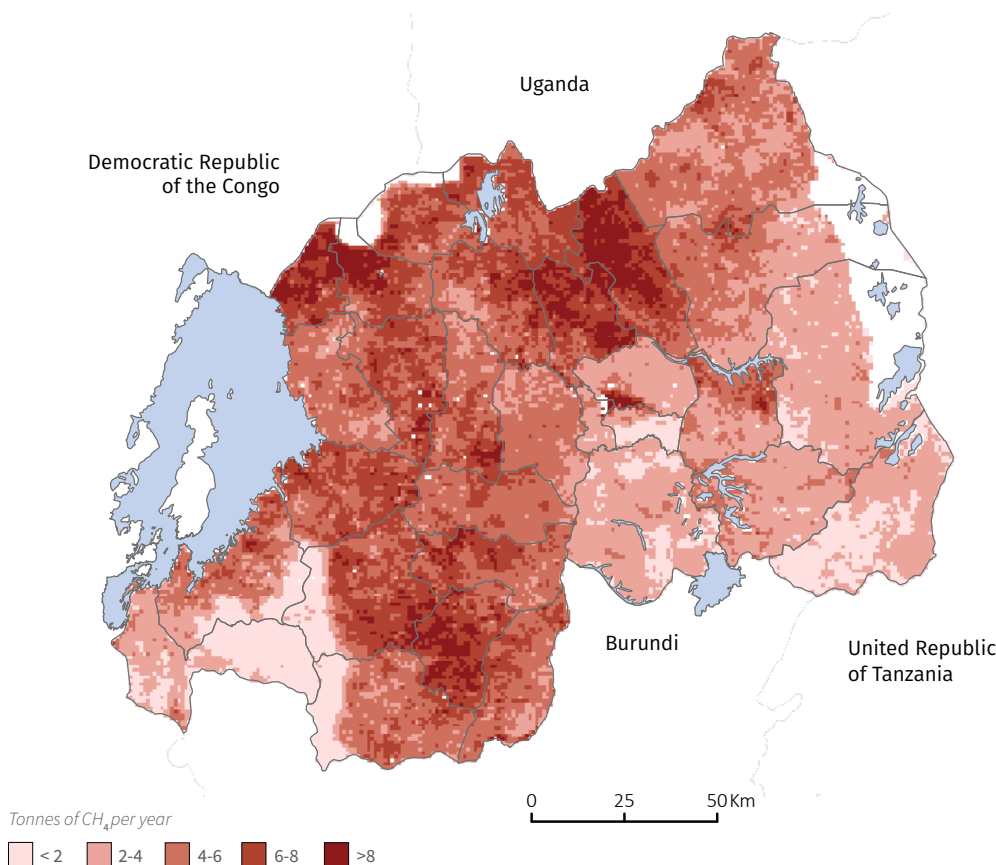 Uganda
Democratic Republic
of the Congo
Burundi
United Republic
of Tanzania
0 25 50 Km
Tonnes of CH₄ per year
< 2 2-4 4-6 6-8 >8